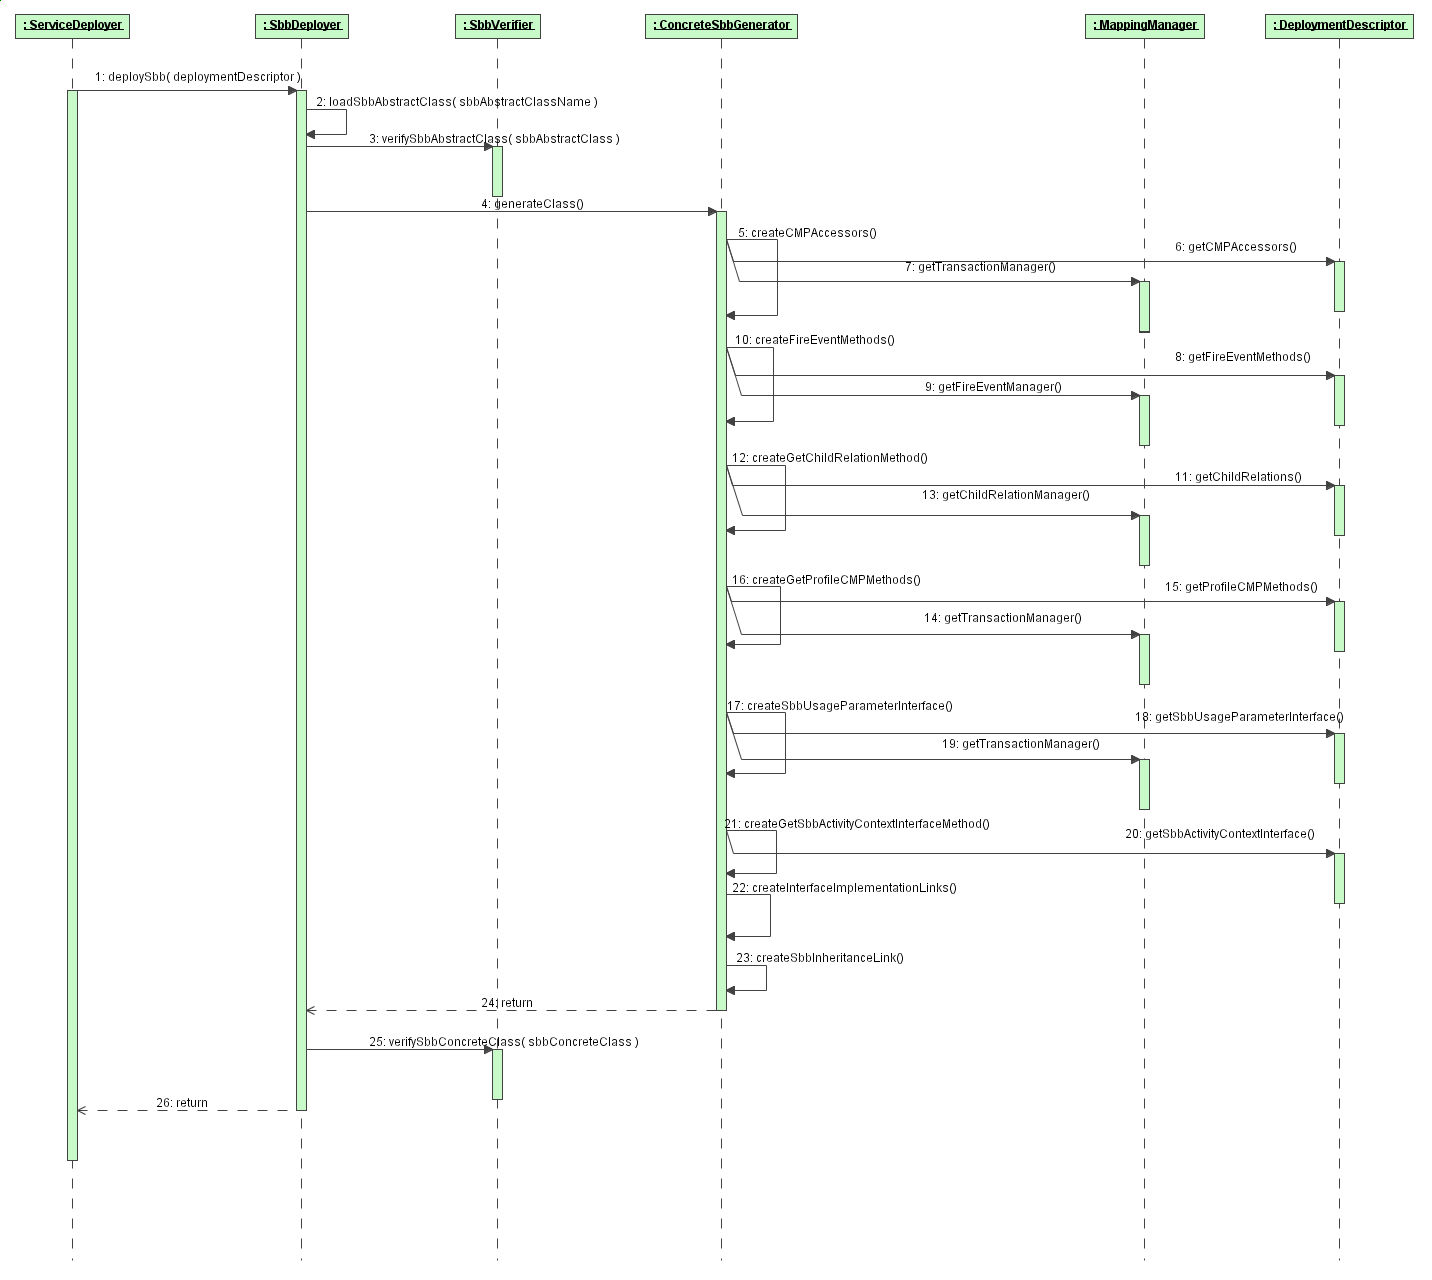 : ServiceDeployer
: SbbDeployer
: SbbVerifier
: ConcreteSbbGenerator
: MappingManager
: DeploymentDescriptor
1: deploySbb( deploymentDescriptor )
2: loadSbbAbstractClass( sbbAbstractClassName )
3: verifySbbAbstractClass( sbbAbstractClass )
4: generateClass()
5: createCMPAccessors()
6: getCMPAccessors()
7: getTransactionManager()
10: createFireEventMethods()
8: getFireEventMethods()
9: getFireEventManager()
12: createGetChildRelationMethod()
11: getChildRelations()
13: getChildRelationManager()
16: createGetProfileCMPMethods()
15: getProfileCMPMethods()
14: getTransactionManager()
17: createSbbUsageParameterInterface()
18: getSbbUsageParameterInterface()
19: getTransactionManager()
21: createGetSbbActivityContextInterfaceMethod()
20: getSbbActivityContextInterface()
22: createInterfaceImplementationLinks()
23: createSbbInheritanceLink()
24: return
25: verifySbbConcreteClass( sbbConcreteClass )
26: return